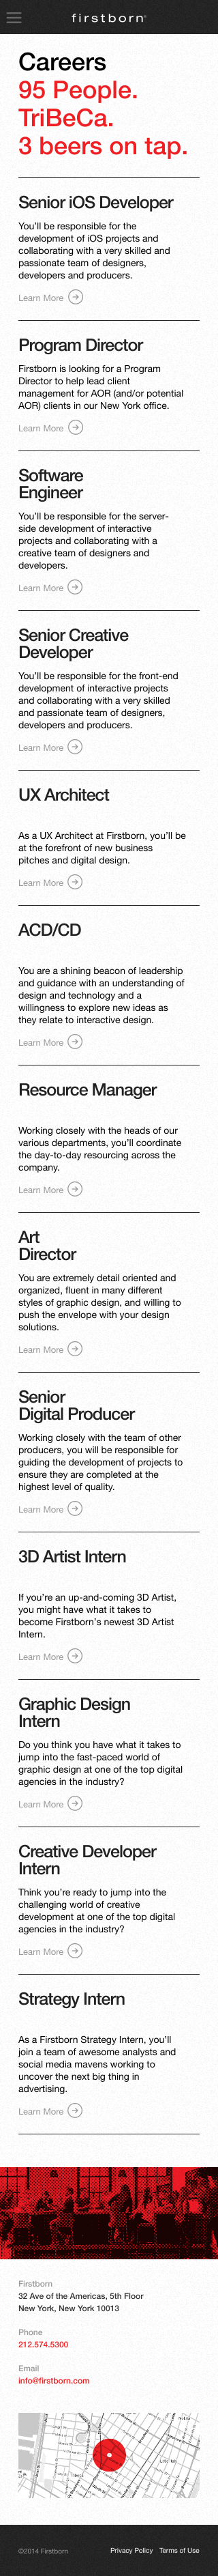 firstborn
Careers
95 People.
TriBeCa.
3 beers on tap.
Senior iOS Developer
You'll be responsible for the
development of iOS projects and
collaborating with a very skilled and
passionate team of designers,
developers and producers.
Learn More
Program Director
Firstborn is looking for a Program
Director to help lead client
management for AOR (and/or potential
AOR) clients in our New York office.
Learn More
Software
Engineer
You'll be responsible for the server-
side development of interactive
projects and collaborating with a
creative team of designers and
developers.
Learn More
Senior Creative
Developer
You'll be responsible for the front-end
development of interactive projects
and collaborating with a very skilled
and passionate team of designers,
developers and producers.
Learn More
UX Architect
As a UX Architect at Firstborn, you'll be
at the forefront of new business
pitches and digital design.
Learn More
ACD/CD
You are a shining beacon of leadership
and guidance with an understanding of
design and technology and a
willingness to explore new ideas as
they relate to interactive design.
Learn More
Resource Manager
Working closely with the heads of our
various departments, you'll coordinate
the day-to-day resourcing across the
company.
Learn More
Art
Director
You are extremely detail oriented and
organized, fluent in many different
styles of graphic design, and willing to
push the envelope with your design
solutions.
Learn More
Senior
Digital Producer
Working closely with the team of other
producers, you will be responsible for
guiding the development of projects to
ensure they are completed at the
highest level of quality.
Learn More
3D Artist Intern
If you're an up-and-coming 3D Artist,
you might have what it takes to
become Firstborn's newest 3D Artist
Intern.
Learn More
Graphic Design
Intern
Do you think you have what it takes to
jump into the fast-paced world of
graphic design at one of the top digital
agencies in the industry?
Learn More
Creative Developer
Intern
Think you're ready to jump into the
challenging world of creative
development at one of the top digital
agencies in the industry?
Learn More
Strategy Intern
As a Firstborn Strategy Intern, you'll
join a team of awesome analysts and
social media mavens working to
uncover the next big thing in
advertising.
Learn More
Firstborn
32 Ave of the Americas, 5th Floor
New York, New York 10013
Phone
212.574.5300
Email
info@firstborn.com
©2014 Firstborn Privacy Policy Terms of Use